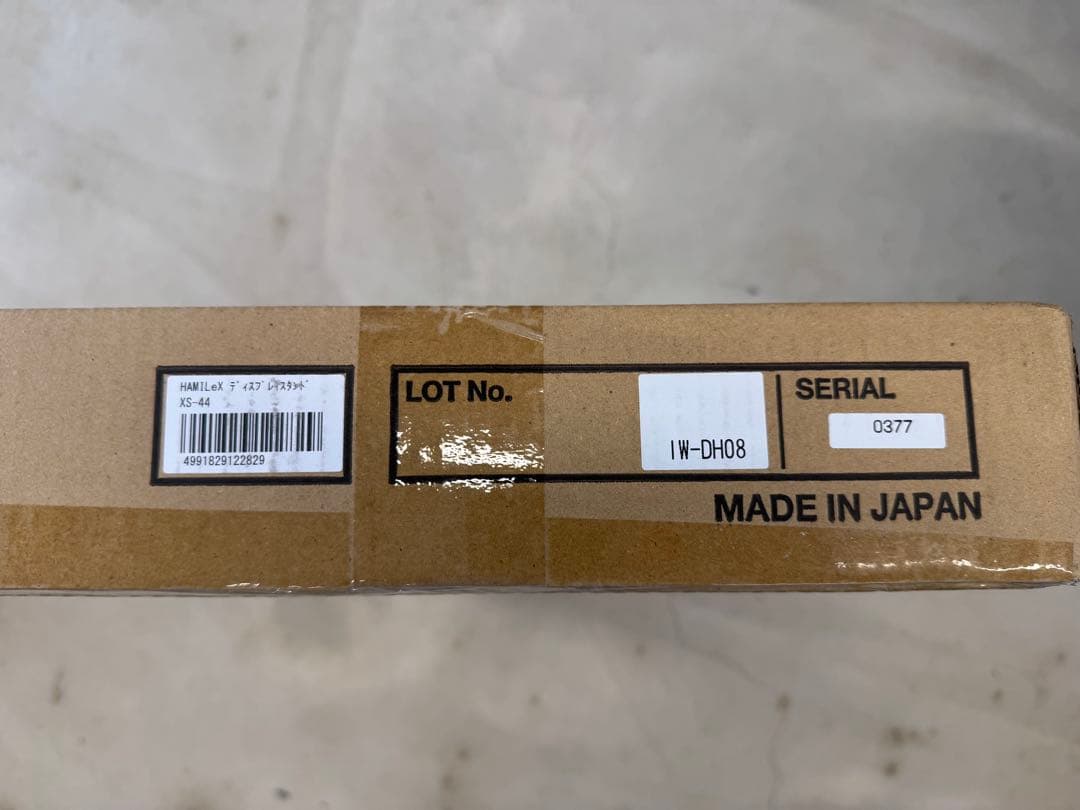 HAMILeX ディスプレイスタンド
XS-44
4991829122829
LOT No.
IW-DH08
SERIAL
0377
MADE IN JAPAN